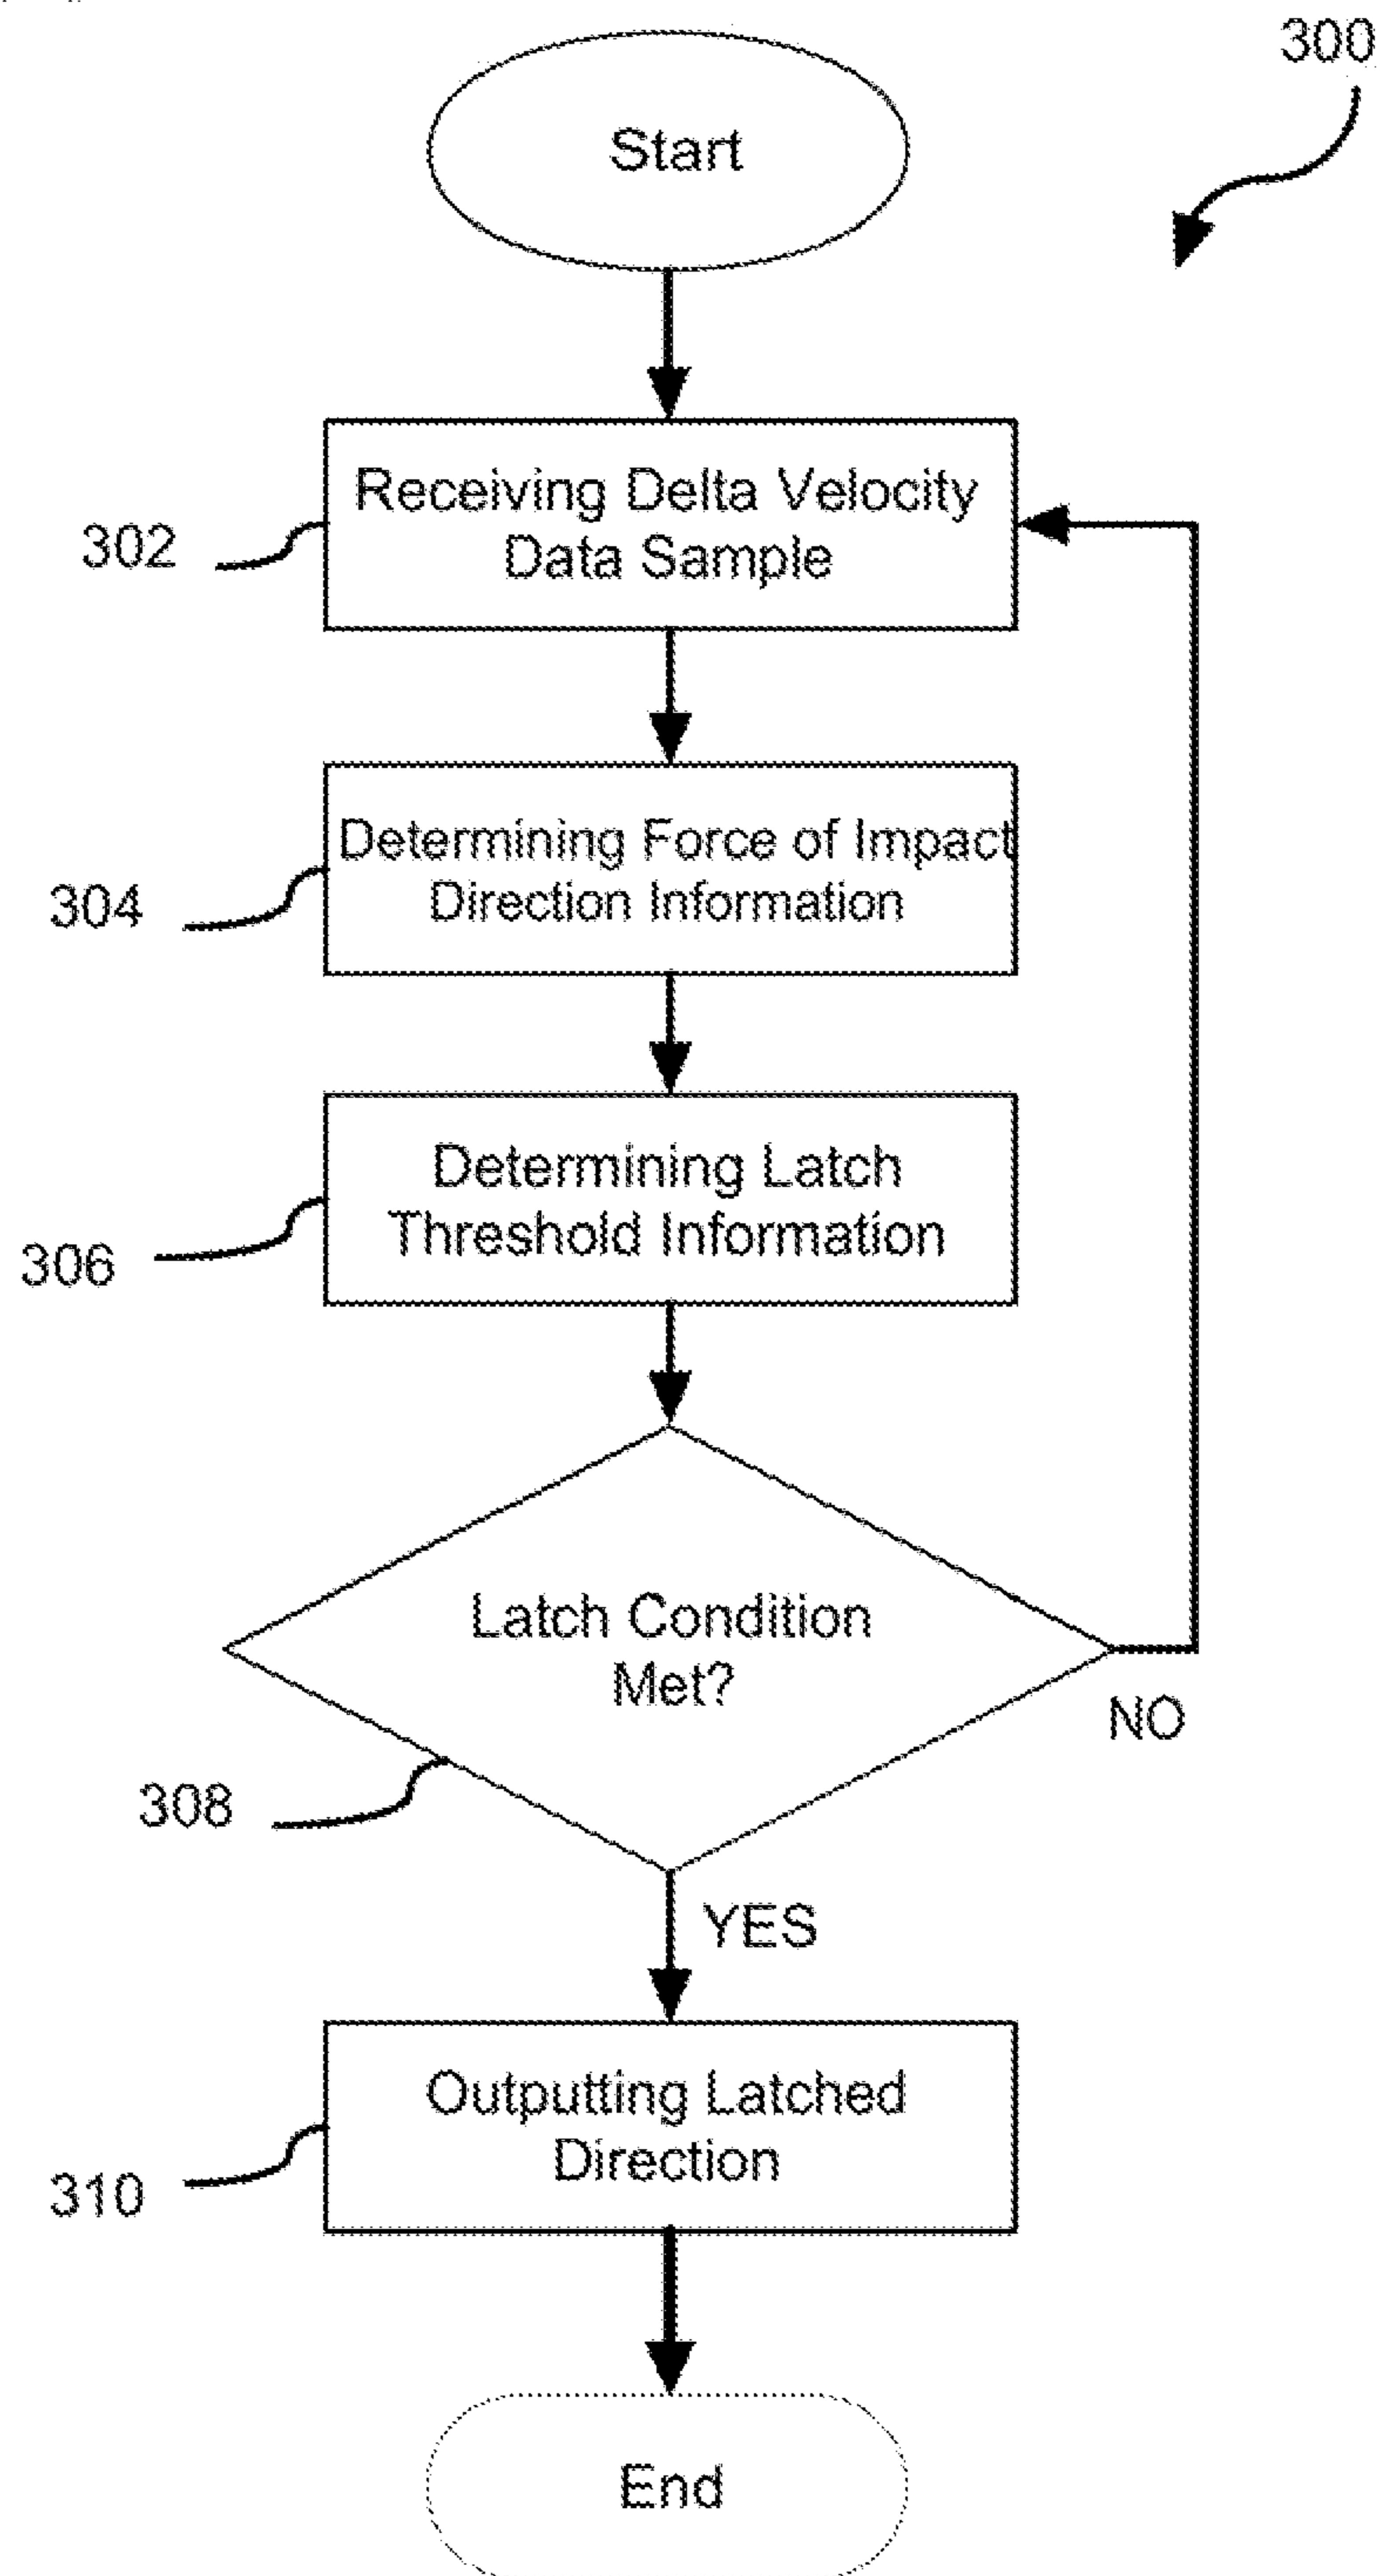 300
Start
Receiving Delta Velocity
Data Sample
302
Determining Force of Impact
Direction Information
304
Determining Latch
Threshold Information
306
Latch Condition
Met?
NO
308
YES
Outputting Latched
Direction
310
End